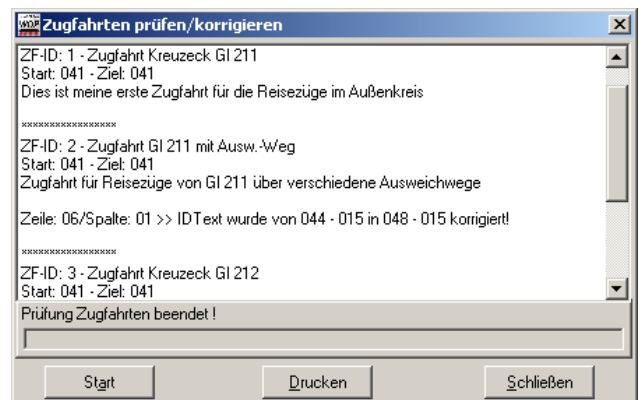 WDP Zugfahrten prüfen/korrigieren
ZF-ID: 1 - Zugfahrt Kreuzeck Gl 211
Start: 041 - Ziel: 041
Dies ist meine erste Zugfahrt für die Reisezüge im Außenkreis
xxxxxxxxxxxxxxxx
ZF-ID: 2 - Zugfahrt Gl 211 mit Ausw.-Weg
Start: 041 - Ziel: 041
Zugfahrt für Reisezüge von Gl 211 über verschiedene Ausweichwege
Zeile: 06/Spalte: 01 >> IDText wurde von 044 - 015 in 048 - 015 korrigiert!
xxxxxxxxxxxxxxxx
ZF-ID: 3 - Zugfahrt Kreuzeck Gl 212
Start: 041 - Ziel: 041
Prüfung Zugfahrten beendet !
Start Drucken Schließen